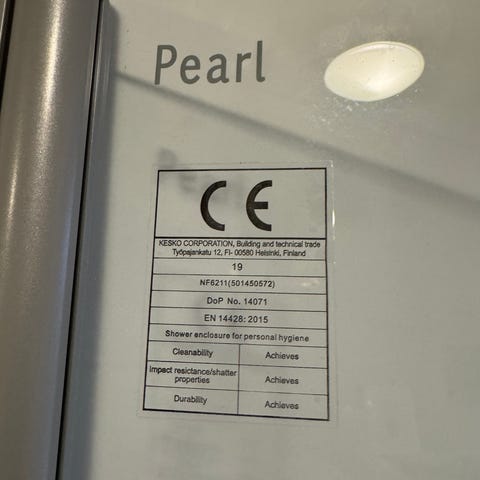 Pearl
CE
KESKO CORPORATION, Building and technical trade
Työpajankatu 12, FI- 00580 Helsinki, Finland
19
NF6211(501450572)
DoP No. 14071
EN 14428: 2015
Shower enclosure for personal hygiene
Cleanability Achieves
Impact resictance/shatter
properties Achieves
Durability Achieves